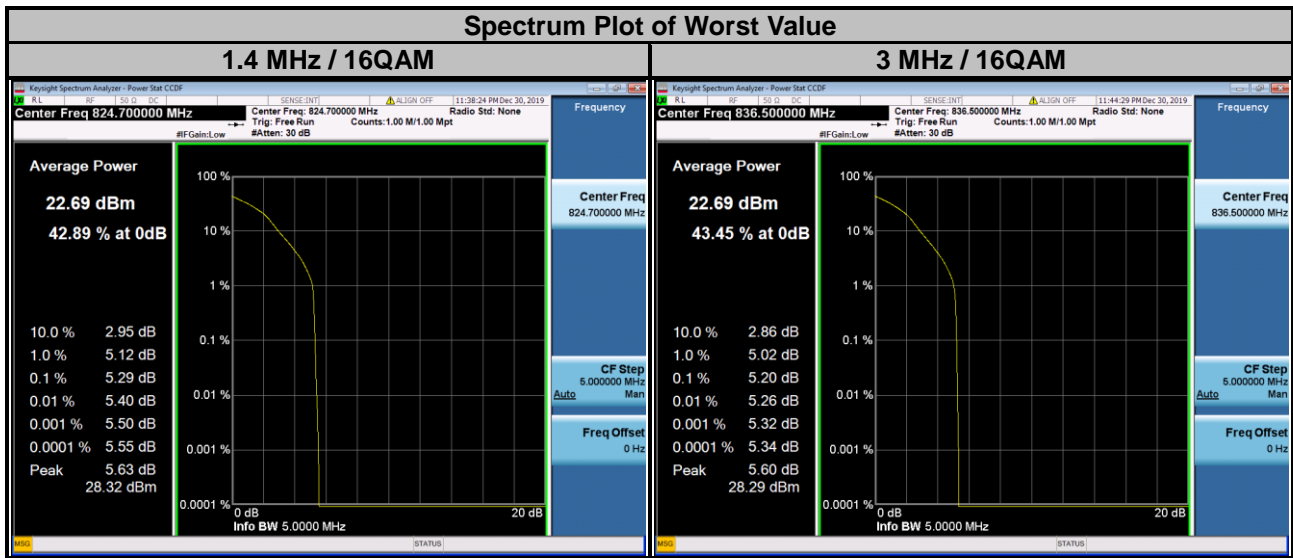 Spectrum Plot of Worst Value
1.4 MHz / 16QAM
3 MHz / 16QAM
Keysight Spectrum Analyzer - Power Stat CCDF
RL RF 50 Ω DC SENSE:INT ALIGN OFF 11:38:24 PM Dec 30, 2019
Center Freq 824.700000 MHz
Center Freq: 824.700000 MHz Radio Std: None
Trig: Free Run Counts:1.00 M/1.00 Mpt
#IFGain:Low #Atten: 30 dB
Frequency
Average Power
22.69 dBm
42.89 % at 0dB
10.0 % 2.95 dB
1.0 % 5.12 dB
0.1 % 5.29 dB
0.01 % 5.40 dB
0.001 % 5.50 dB
0.0001 % 5.55 dB
Peak 5.63 dB
28.32 dBm
100 %
10 %
1 %
0.1 %
0.01 %
0.001 %
0.0001 %
0 dB 20 dB
Info BW 5.0000 MHz
Center Freq
824.700000 MHz
CF Step
5.000000 MHz
Auto Man
Freq Offset
0 Hz
MSG STATUS
Keysight Spectrum Analyzer - Power Stat CCDF
RL RF 50 Ω DC SENSE:INT ALIGN OFF 11:44:29 PM Dec 30, 2019
Center Freq 836.500000 MHz
Center Freq: 836.500000 MHz Radio Std: None
Trig: Free Run Counts:1.00 M/1.00 Mpt
#IFGain:Low #Atten: 30 dB
Frequency
Average Power
22.69 dBm
43.45 % at 0dB
10.0 % 2.86 dB
1.0 % 5.02 dB
0.1 % 5.20 dB
0.01 % 5.26 dB
0.001 % 5.32 dB
0.0001 % 5.34 dB
Peak 5.60 dB
28.29 dBm
100 %
10 %
1 %
0.1 %
0.01 %
0.001 %
0.0001 %
0 dB 20 dB
Info BW 5.0000 MHz
Center Freq
836.500000 MHz
CF Step
5.000000 MHz
Auto Man
Freq Offset
0 Hz
MSG STATUS